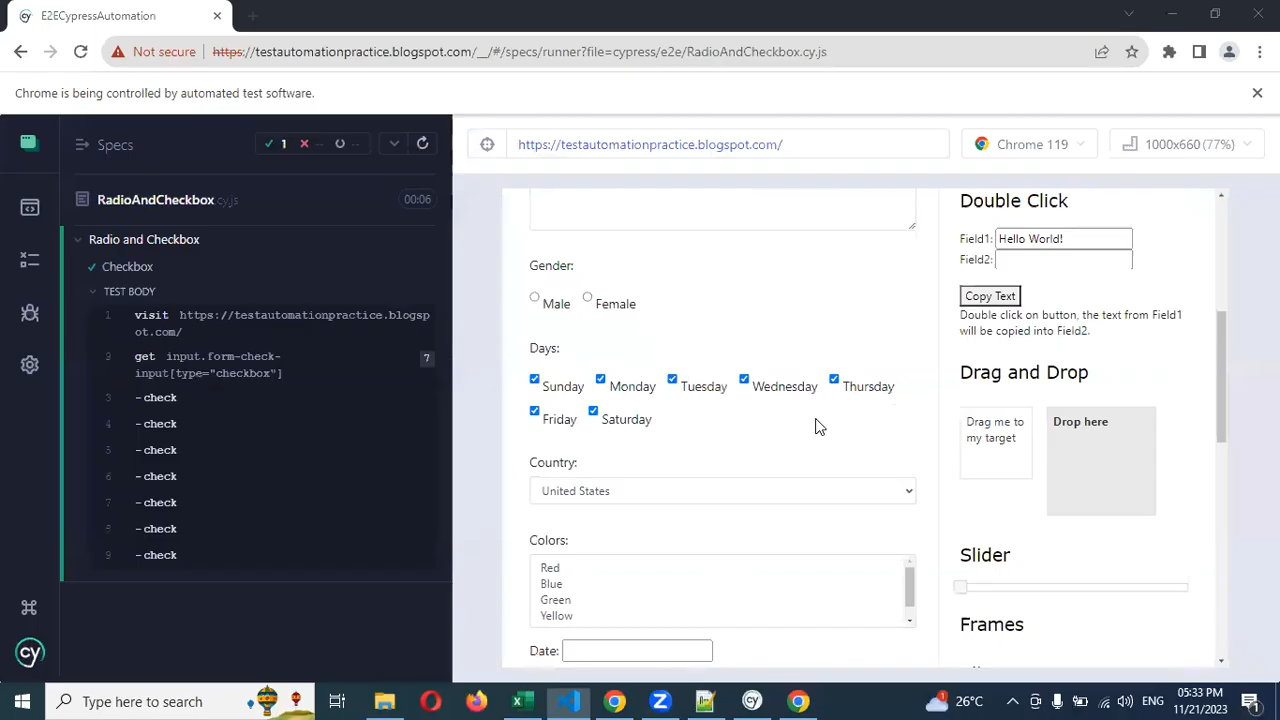 E2ECypressAutomation
Not secure
https://testautomationpractice.blogspot.com/__/#/specs/runner?file=cypress/e2e/RadioAndCheckbox.cy.js
Chrome is being controlled by automated test software.
Specs
1
--
--
https://testautomationpractice.blogspot.com/
Chrome 119
1000x660 (77%)
RadioAndCheckbox.cy.js
00:06
Radio and Checkbox
Checkbox
TEST BODY
1 visit https://testautomationpractice.blogsp
ot.com/
2 get input.form-check-
input[type="checkbox"]
7
3 -check
4 -check
5 -check
6 -check
7 -check
8 -check
9 -check
cy
Gender:
Male Female
Days:
Sunday Monday Tuesday Wednesday Thursday
Friday Saturday
Country:
United States
Colors:
Red
Blue
Green
Yellow
Date:
Double Click
Field1: Hello World!
Field2:
Copy Text
Double click on button, the text from Field1
will be copied into Field2.
Drag and Drop
Drag me to
my target
Drop here
Slider
Frames
Type here to search
1
26°C
ENG
05:33 PM
11/21/2023
1